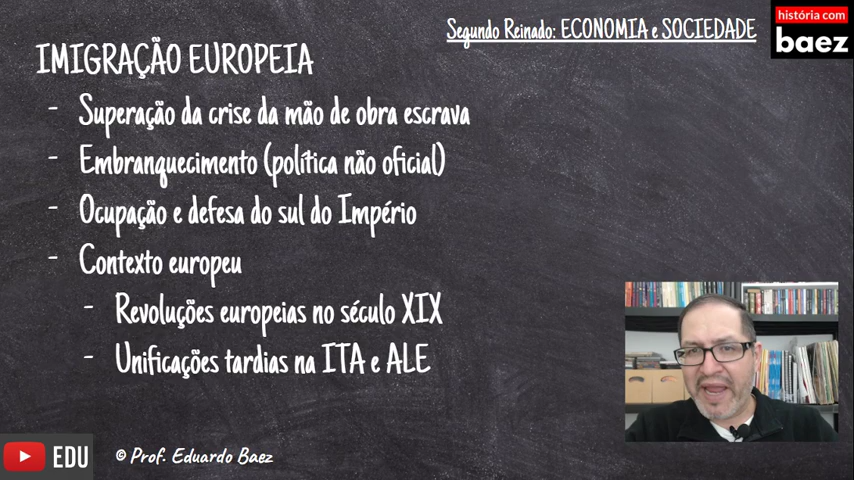 Segundo Reinado: ECONOMIA e SOCIEDADE
história com
baez
IMIGRAÇÃO EUROPEIA
- Superação da crise da mão de obra escrava
- Embranquecimento (política não oficial)
- Ocupação e defesa do sul do Império
- Contexto europeu
- Revoluções europeias no século XIX
- Unificações tardias na ITA e ALE
EDU
© Prof. Eduardo Baez